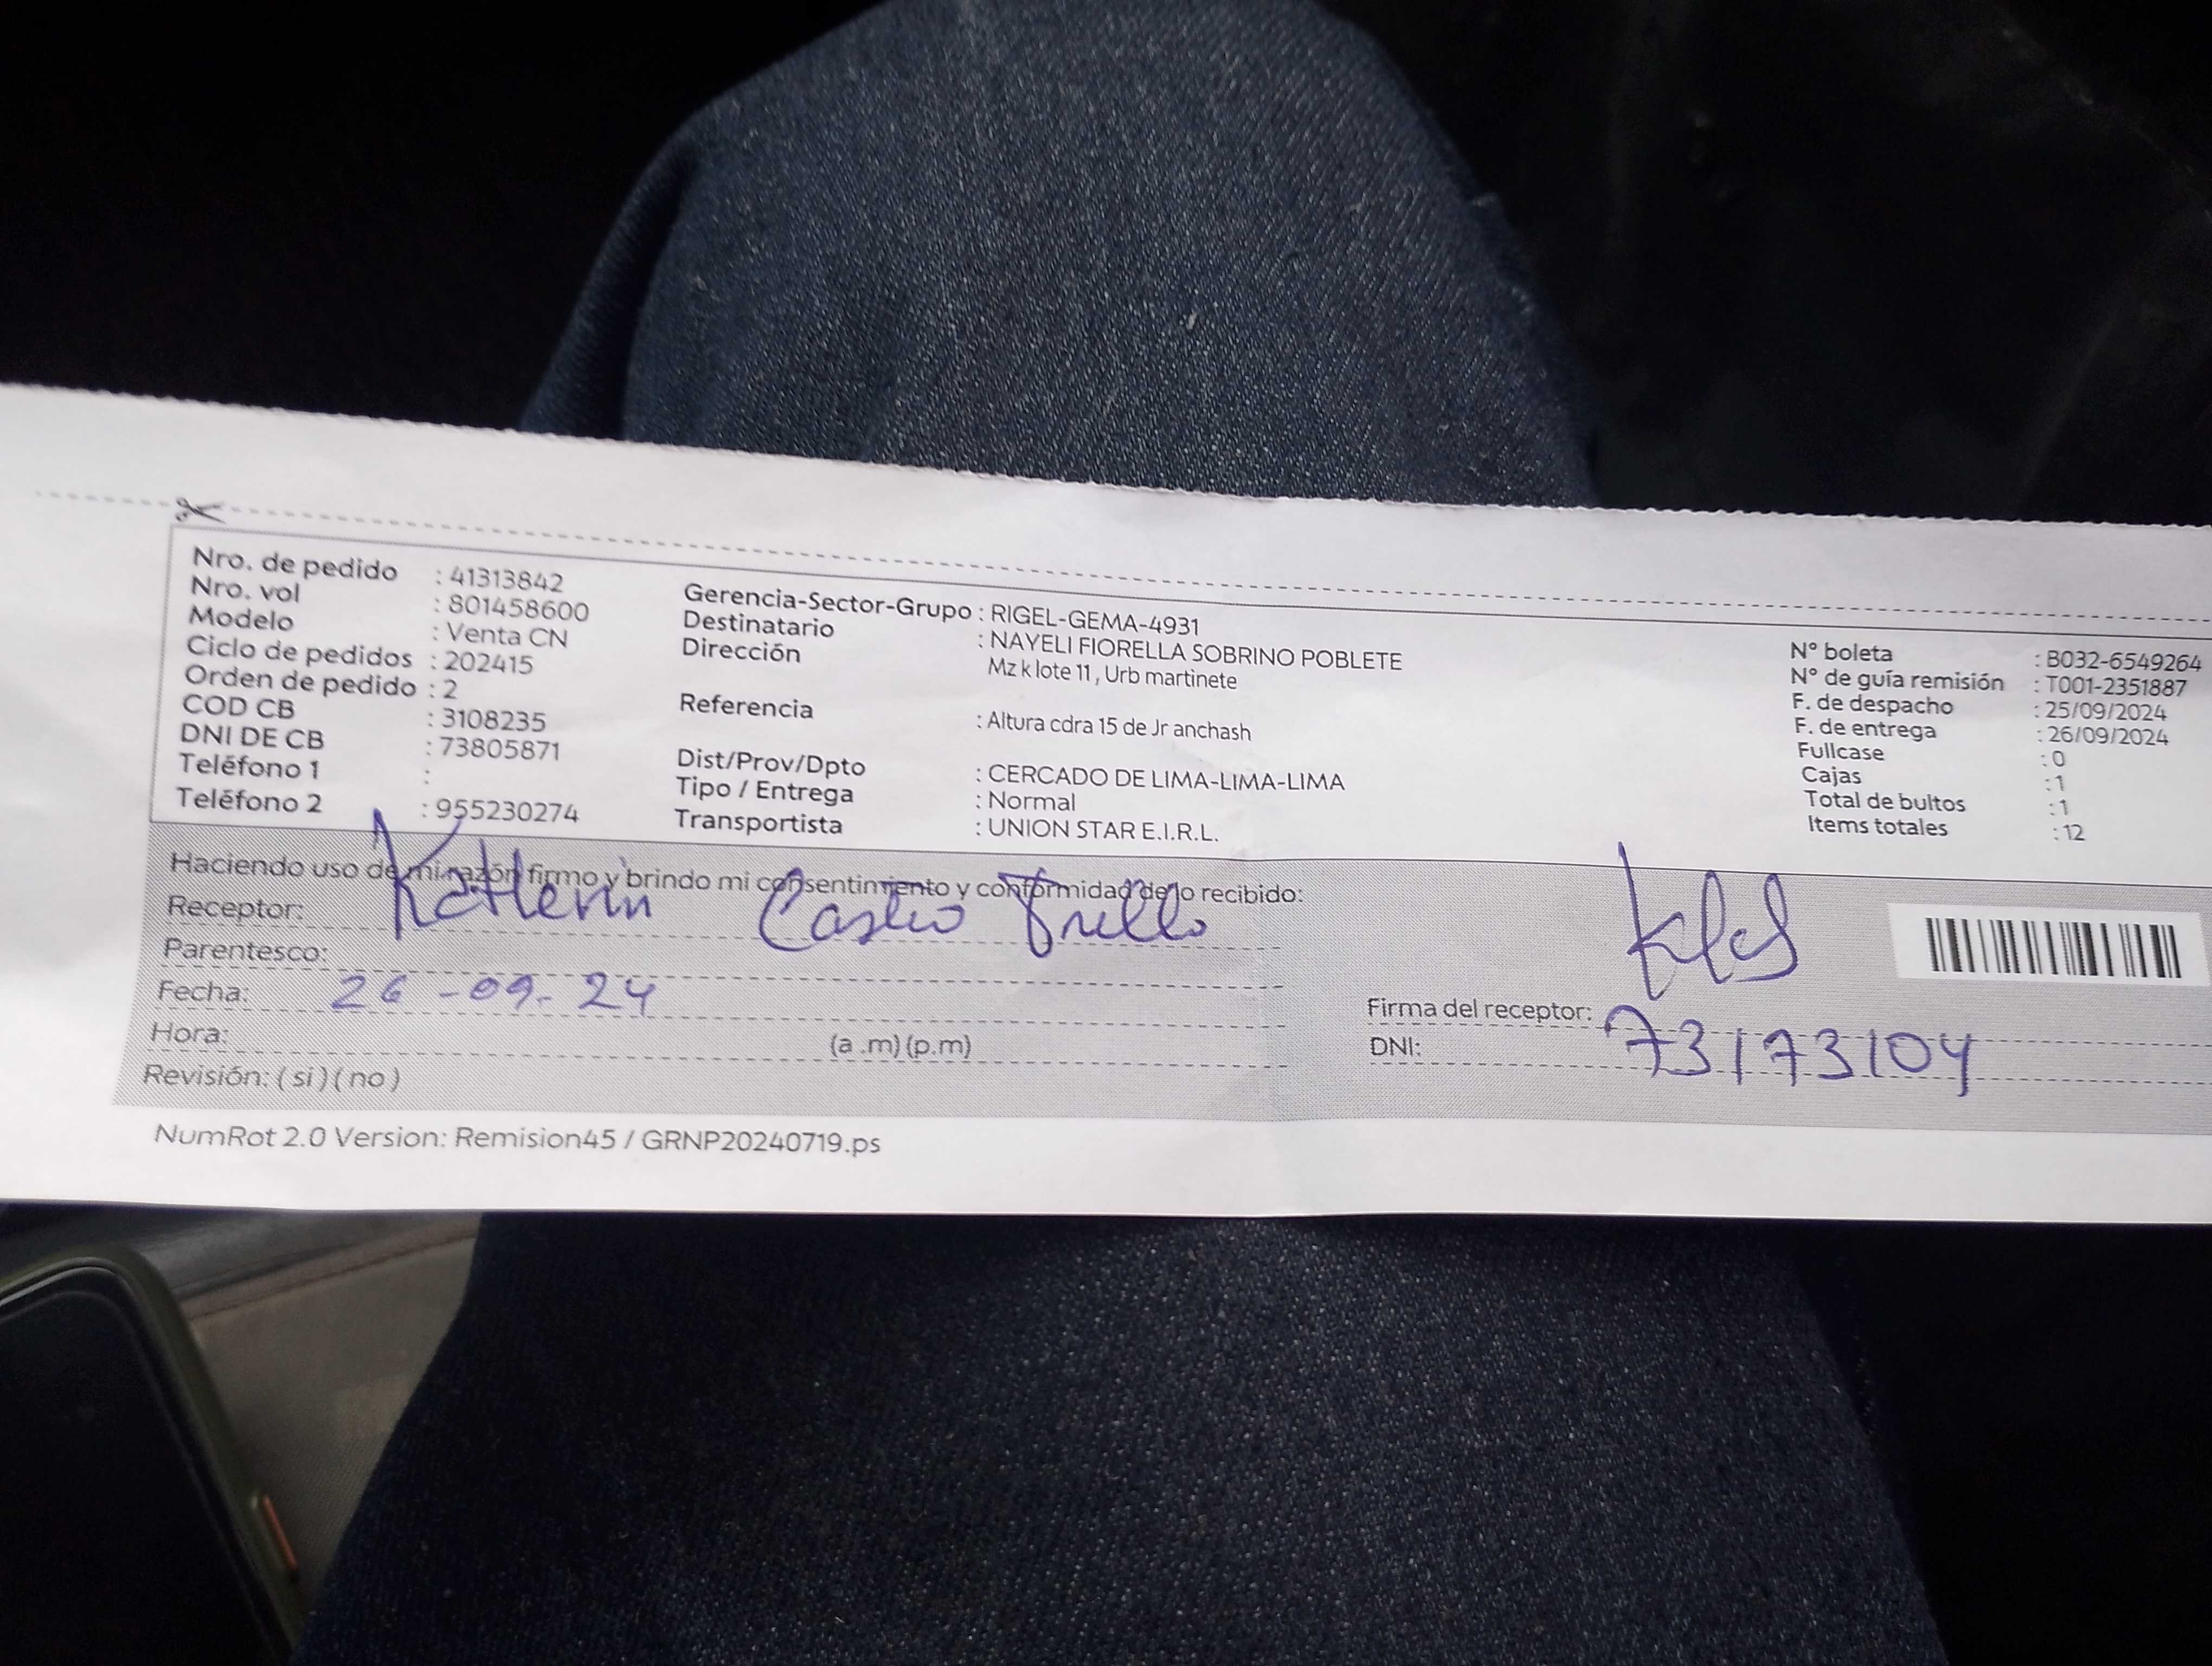 Nro. de pedido : 41313842
Nro. vol : 801458600
Modelo : Venta CN
Ciclo de pedidos : 202415
Orden de pedido : 2
COD CB : 3108235
DNI DE CB : 73805871
Teléfono 1 :
Teléfono 2 : 955230274
Gerencia-Sector-Grupo : RIGEL-GEMA-4931
Destinatario : NAYELI FIORELLA SOBRINO POBLETE
Dirección Mz k lote 11 , Urb martinete
Referencia : Altura cdra 15 de Jr anchash
Dist/Prov/Dpto : CERCADO DE LIMA-LIMA-LIMA
Tipo / Entrega : Normal
Transportista : UNION STAR E.I.R.L.
N° boleta : B032-6549264
N° de guía remisión : T001-2351887
F. de despacho : 25/09/2024
F. de entrega : 26/09/2024
Fullcase : 0
Cajas : 1
Total de bultos : 1
Items totales : 12
Haciendo uso de mi razón firmo y brindo mi consentimiento y conformidad de lo recibido:
Receptor: Katherin Castro
Parentesco:
Fecha: 26-09-24
Hora: (a .m) (p.m)
Revisión: ( si ) ( no )
Firma del receptor:
DNI: 73173104
NumRot 2.0 Version: Remision45 / GRNP20240719.ps